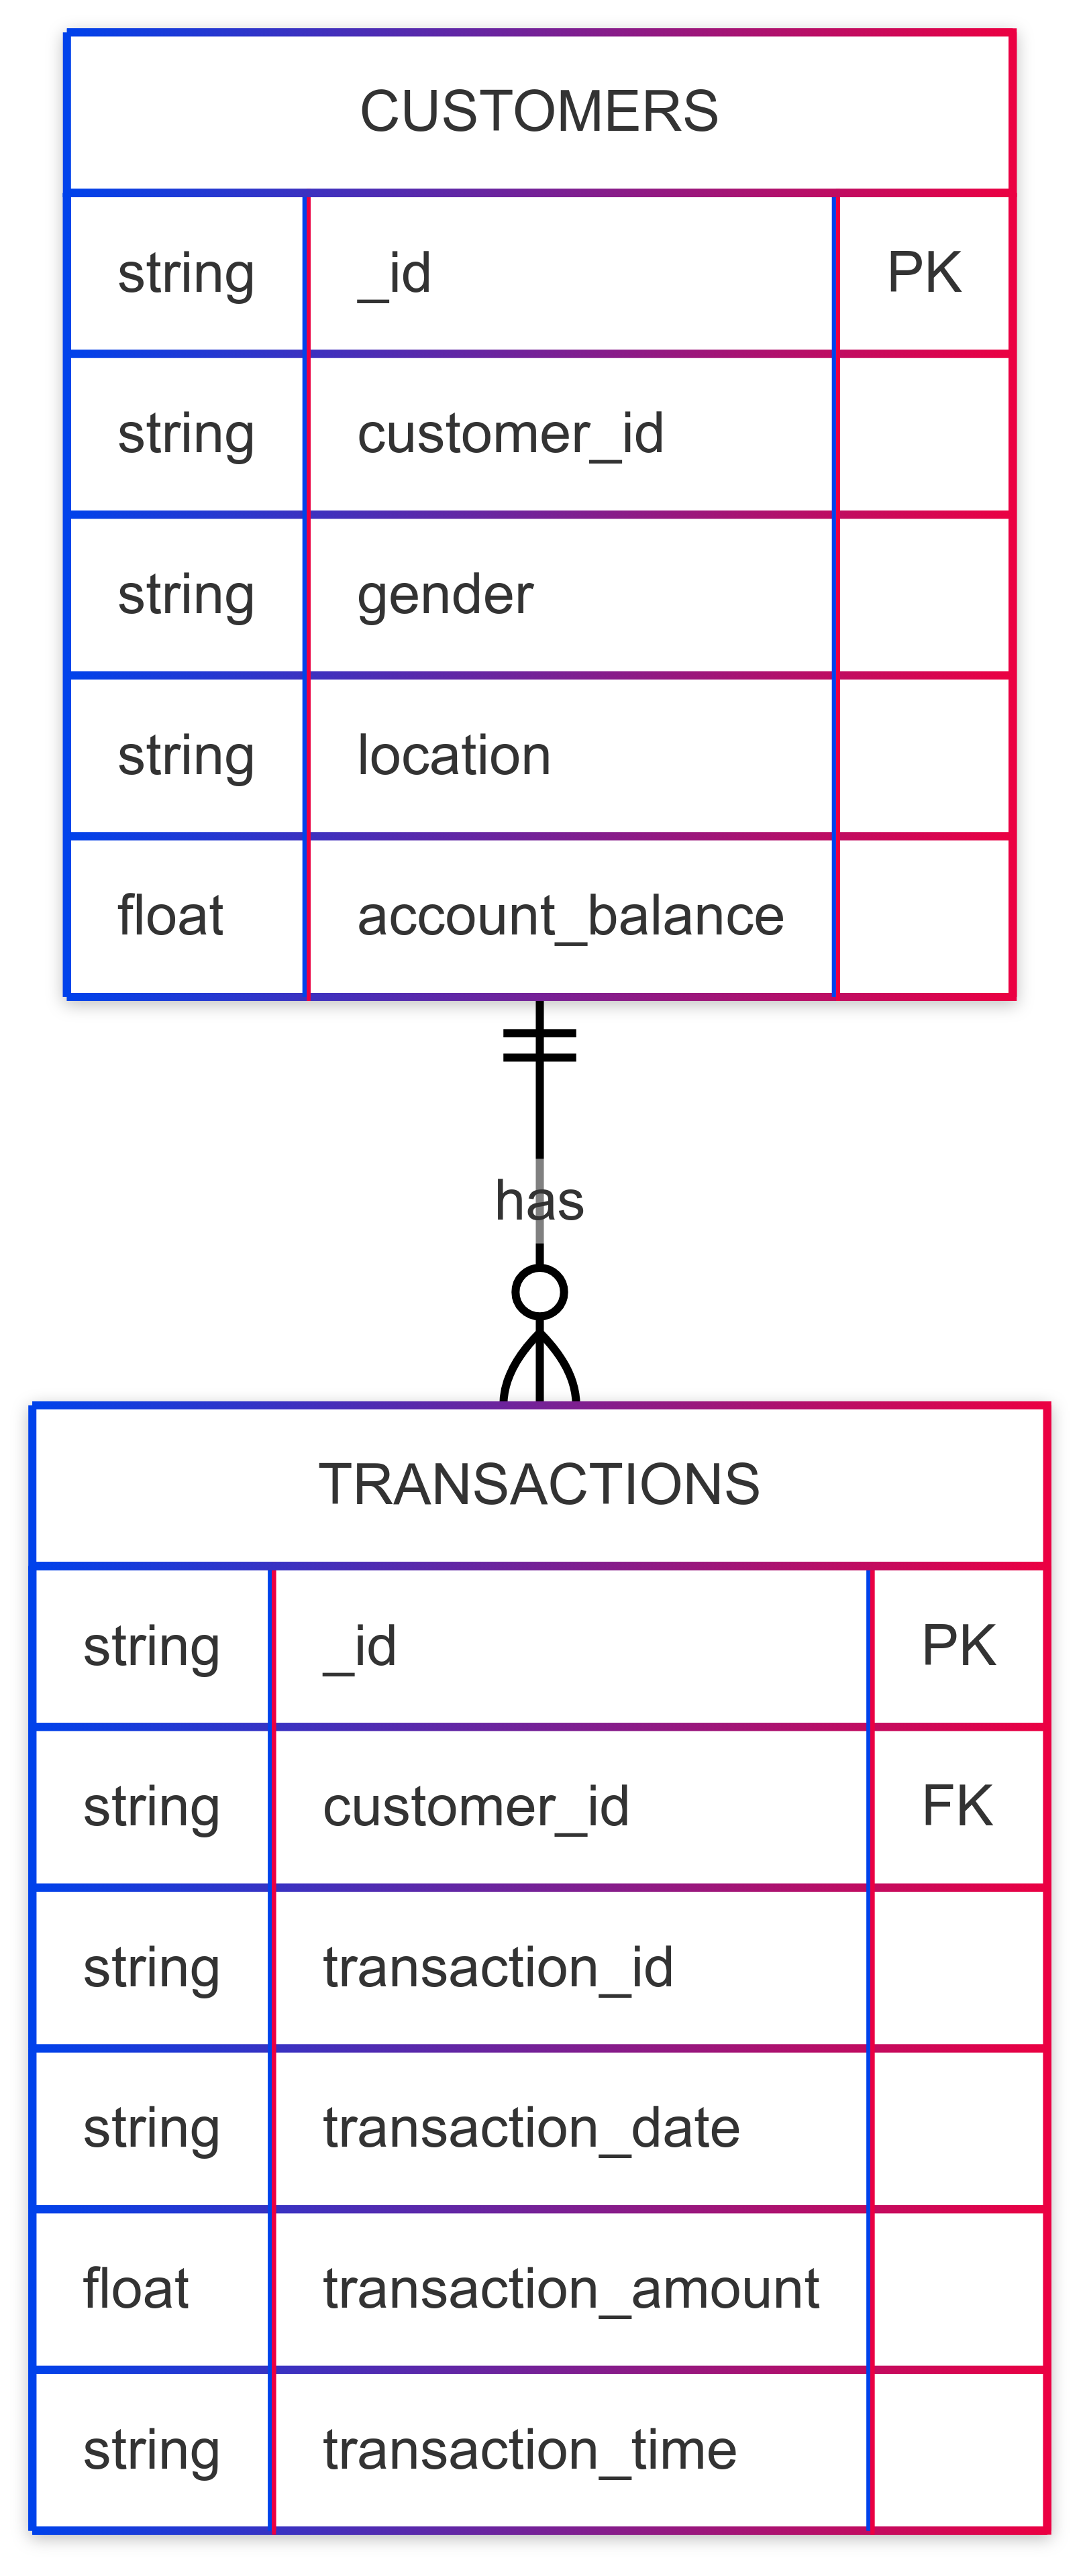 CUSTOMERS
string _id PK
string customer_id
string gender
string location
float account_balance
has
TRANSACTIONS
string _id PK
string customer_id FK
string transaction_id
string transaction_date
float transaction_amount
string transaction_time